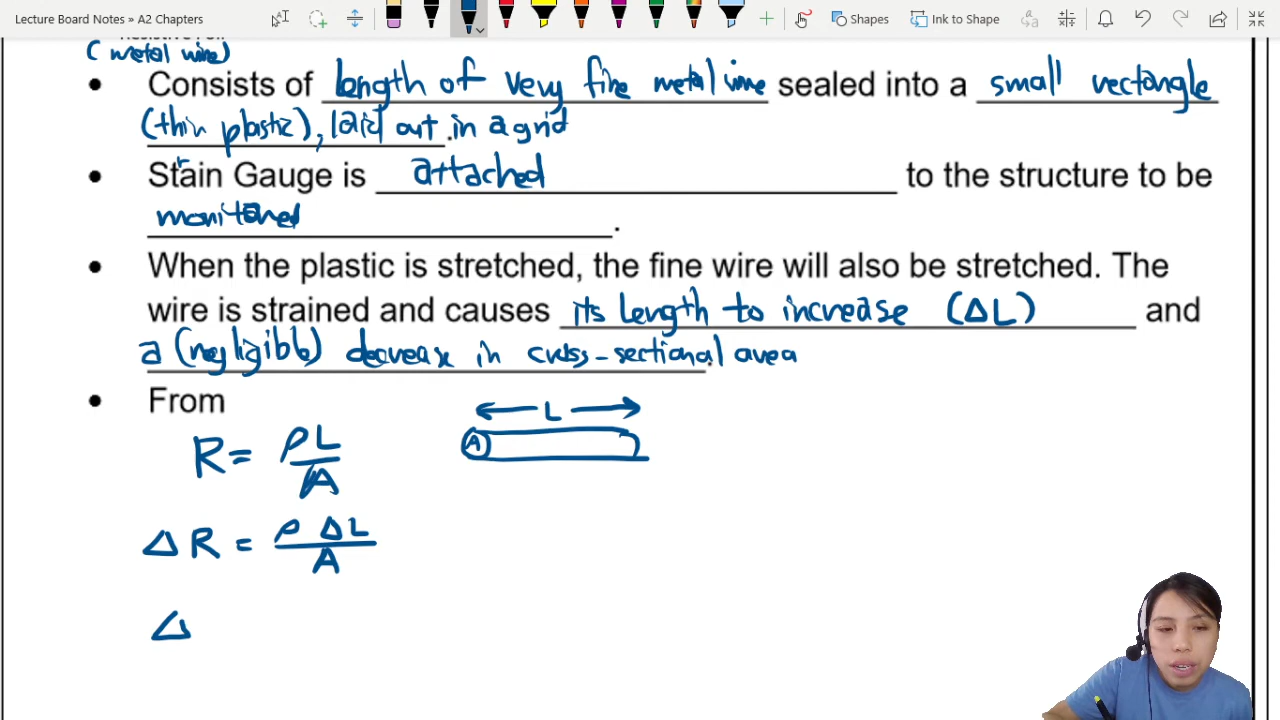 Lecture Board Notes » A2 Chapters
Shapes
Ink to Shape
(metal wire)
• Consists of length of very fine metal wire sealed into a small rectangle
(thin plastic), laid out in a grid.
• Strain Gauge is attached to the structure to be
monitored.
• When the plastic is stretched, the fine wire will also be stretched. The
wire is strained and causes its length to increase (ΔL) and
a (negligible) decrease in cross-sectional area.
• From
L
R = ρL/A
A
ΔR = ρ ΔL/A
Δ